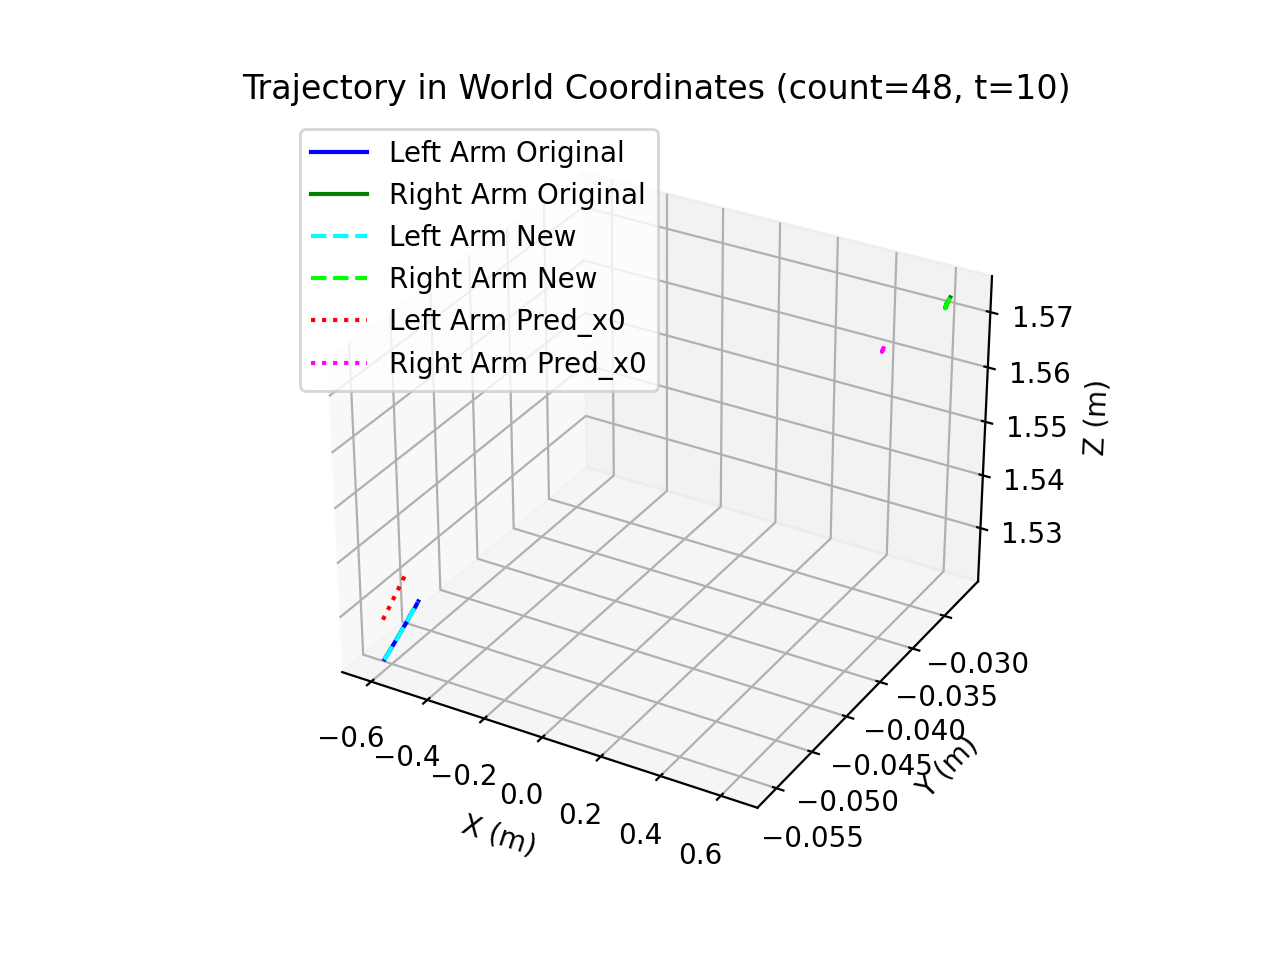 Trajectory in World Coordinates (count=48, t=10)
Left Arm Original
Right Arm Original
Left Arm New
Right Arm New
Left Arm Pred_x0
Right Arm Pred_x0
1.57
1.56
1.55
1.54
1.53
Z (m)
−0.030
−0.035
−0.040
−0.045
−0.050
−0.055
Y (m)
−0.6
−0.4
−0.2
0.0
0.2
0.4
0.6
X (m)